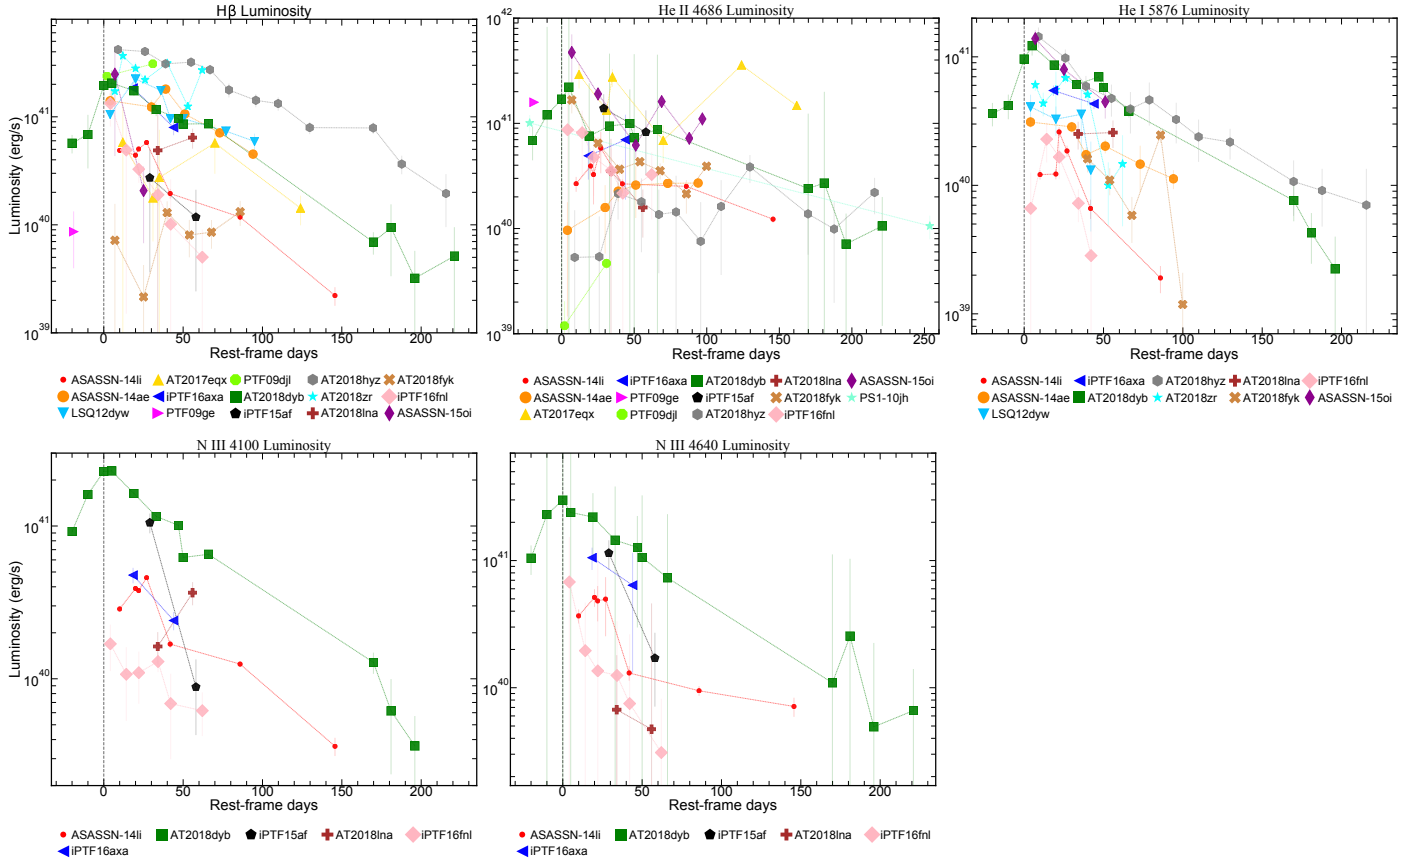 Hβ Luminosity
He II 4686 Luminosity
He I 5876 Luminosity
Luminosity (erg/s)
10^41
10^40
10^39
0 50 100 150 200
Rest-frame days
10^42
10^41
10^40
10^39
0 50 100 150 200 250
Rest-frame days
10^41
10^40
10^39
0 50 100 150 200
Rest-frame days
ASASSN-14li AT2017eqx PTF09djl AT2018hyz AT2018fyk
ASASSN-14ae iPTF16axa AT2018dyb AT2018zr iPTF16fnl
LSQ12dyw PTF09ge iPTF15af AT2018lna ASASSN-15oi
ASASSN-14li iPTF16axa AT2018dyb AT2018lna ASASSN-15oi
ASASSN-14ae PTF09ge iPTF15af AT2018fyk PS1-10jh
AT2017eqx PTF09djl AT2018hyz iPTF16fnl
ASASSN-14li iPTF16axa AT2018hyz AT2018lna iPTF16fnl
ASASSN-14ae AT2018dyb AT2018zr AT2018fyk ASASSN-15oi
LSQ12dyw
N III 4100 Luminosity
N III 4640 Luminosity
Luminosity (erg/s)
10^41
10^40
0 50 100 150 200
Rest-frame days
10^41
10^40
0 50 100 150 200
Rest-frame days
ASASSN-14li AT2018dyb iPTF15af AT2018lna iPTF16fnl
iPTF16axa
ASASSN-14li AT2018dyb iPTF15af AT2018lna iPTF16fnl
iPTF16axa